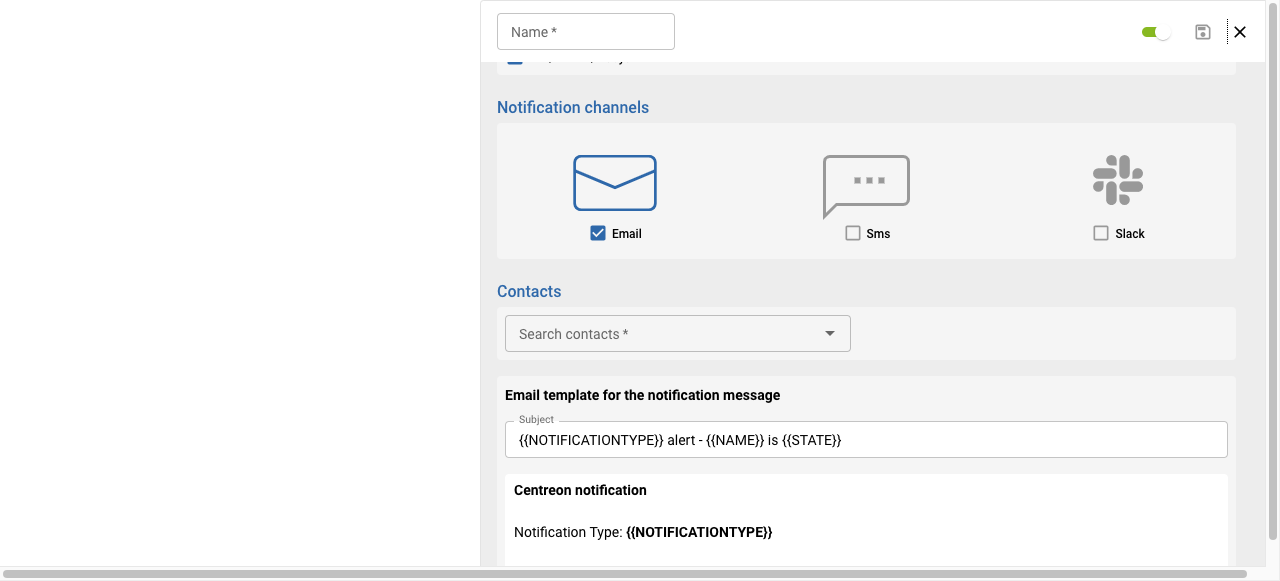 Name *
Notification channels
Email
Sms
Slack
Contacts
Search contacts *
Email template for the notification message
Subject
{{NOTIFICATIONTYPE}} alert - {{NAME}} is {{STATE}}
Centreon notification
Notification Type: {{NOTIFICATIONTYPE}}